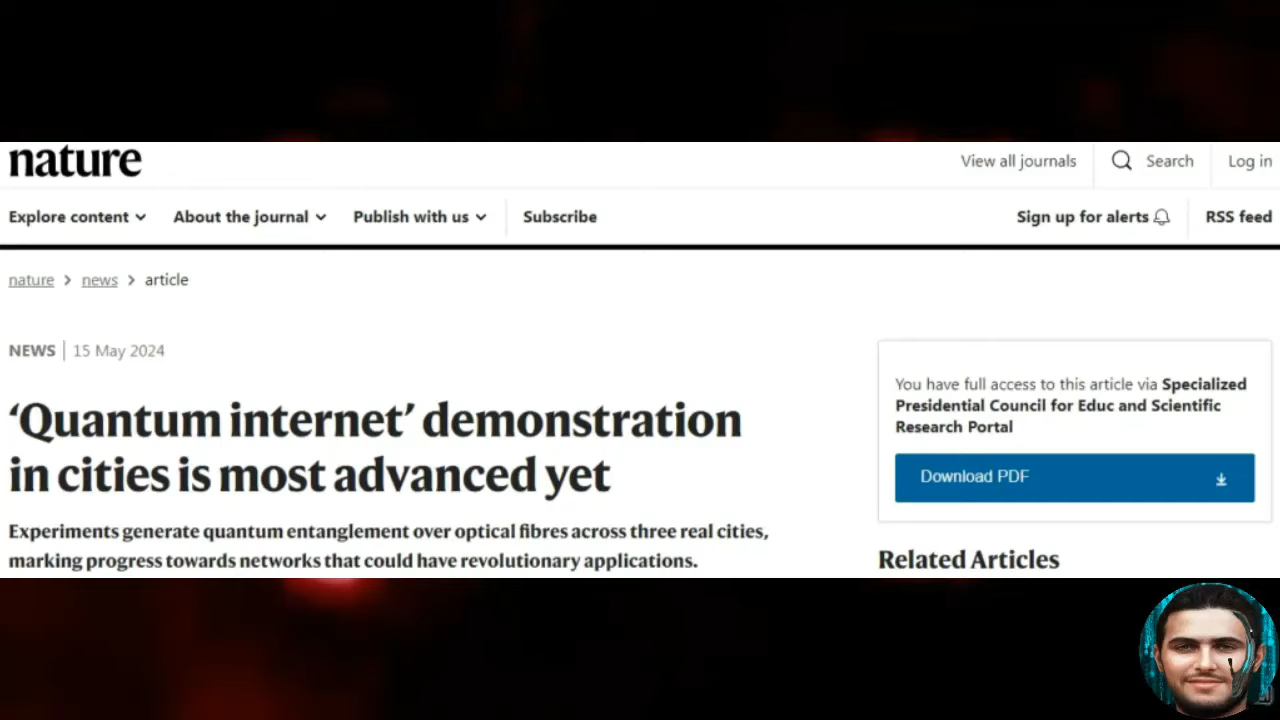 nature
View all journals
Search
Log in
Explore content
About the journal
Publish with us
Subscribe
Sign up for alerts
RSS feed
nature > news > article
NEWS | 15 May 2024
‘Quantum internet’ demonstration
in cities is most advanced yet
Experiments generate quantum entanglement over optical fibres across three real cities,
marking progress towards networks that could have revolutionary applications.
You have full access to this article via Specialized
Presidential Council for Educ and Scientific
Research Portal
Download PDF
Related Articles